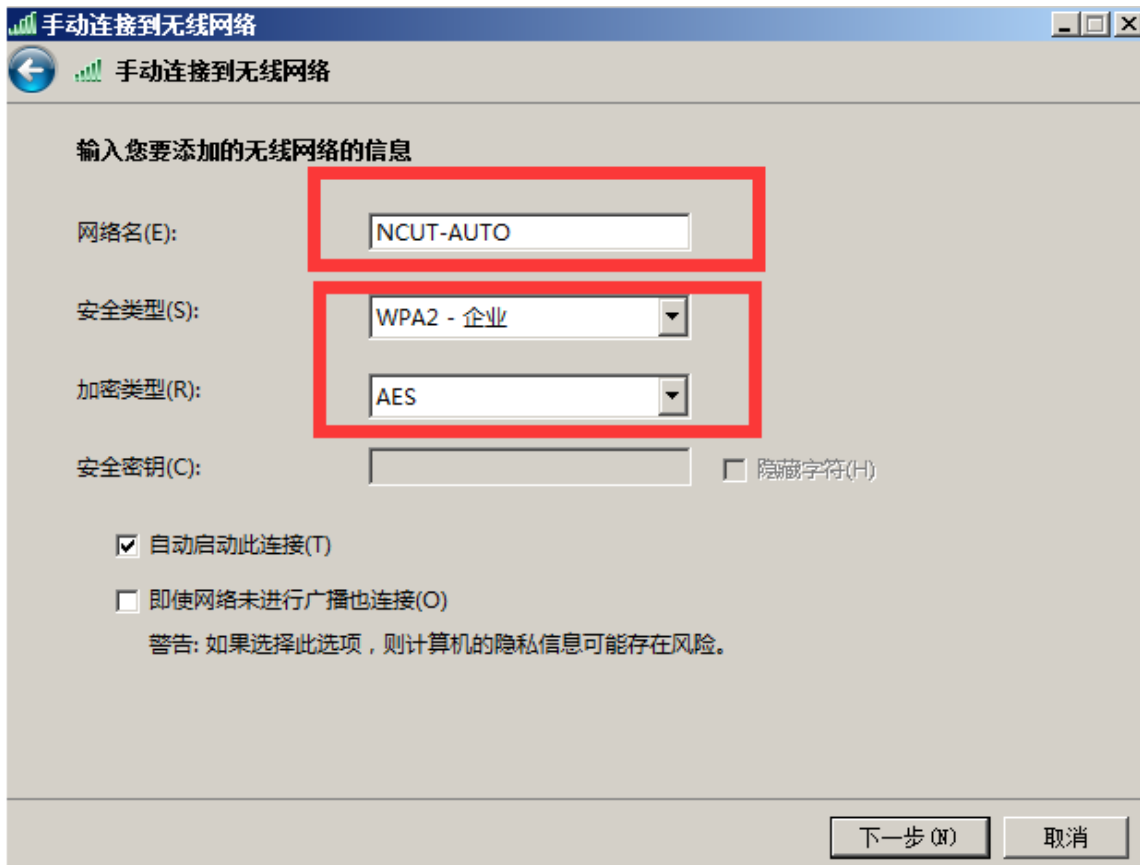 手动连接到无线网络
手动连接到无线网络
输入您要添加的无线网络的信息
网络名(E): NCUT-AUTO
安全类型(S): WPA2 - 企业
加密类型(R): AES
安全密钥(C): 隐藏字符(H)
自动启动此连接(T)
即使网络未进行广播也连接(O)
警告: 如果选择此选项，则计算机的隐私信息可能存在风险。
下一步(N) 取消